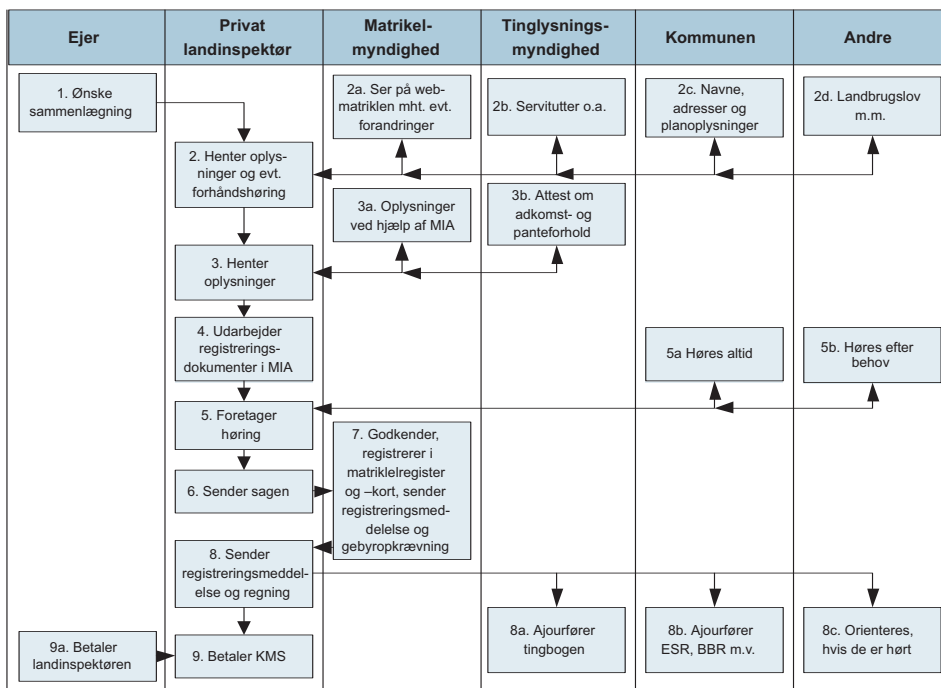 Ejer
Privat
landinspektør
Matrikel-
myndighed
Tinglysnings-
myndighed
Kommunen
Andre
1. Ønske
sammenlægning
2a. Ser på web-
matriklen mht. evt.
forandringer
2b. Servitutter o.a.
2c. Navne,
adresser og
planoplysninger
2d. Landbrugslov
m.m.
2. Henter oplys-
ninger og evt.
forhåndshøring
3a. Oplysninger
ved hjælp af MIA
3b. Attest om
adkomst- og
panteforhold
3. Henter
oplysninger
4. Udarbejder
registrerings-
dokumenter i MIA
5a Høres altid
5b. Høres efter
behov
5. Foretager
høring
7. Godkender,
registrerer i
matriklelregister
og –kort, sender
registreringsmed-
delelse og
gebyropkrævning
6. Sender sagen
8. Sender
registreringsmeddel-
else og regning
8a. Ajourfører
tingbogen
8b. Ajourfører
ESR, BBR m.v.
8c. Orienteres,
hvis de er hørt
9a. Betaler
landinspektøren
9. Betaler KMS